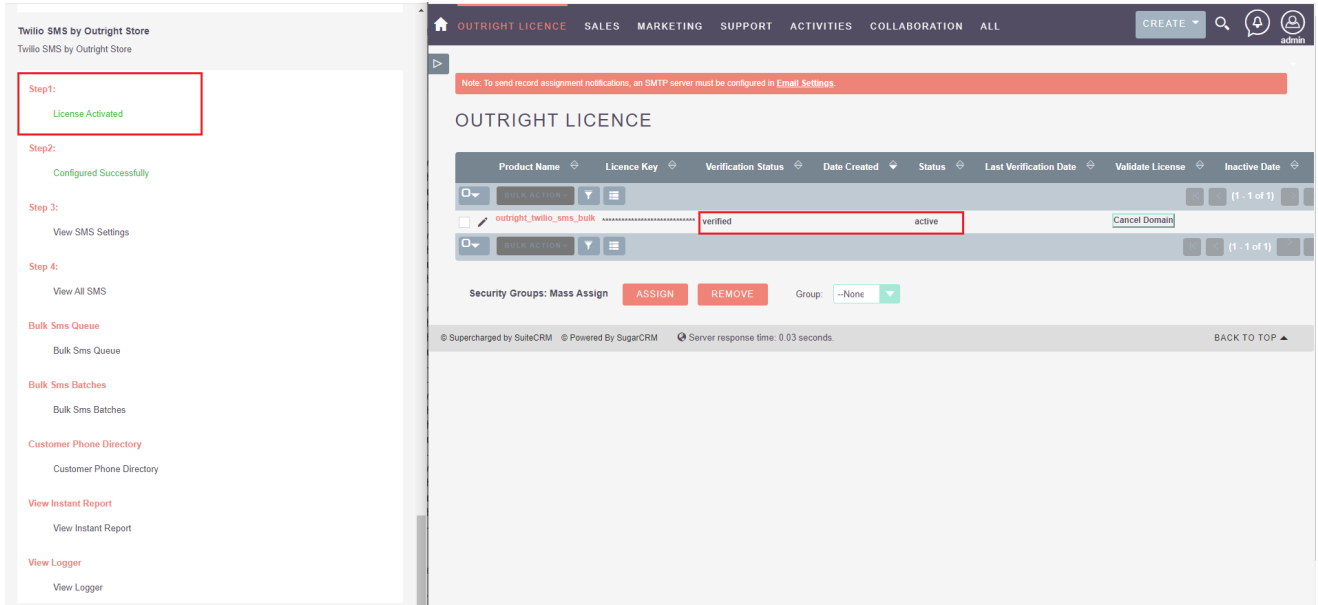 Twilio SMS by Outright Store
Twilio SMS by Outright Store
Step1:
License Activated
Step2:
Configured Successfully
Step 3:
View SMS Settings
Step 4:
View All SMS
Bulk Sms Queue
Bulk Sms Queue
Bulk Sms Batches
Bulk Sms Batches
Customer Phone Directory
Customer Phone Directory
View Instant Report
View Instant Report
View Logger
View Logger
OUTRIGHT LICENCE SALES MARKETING SUPPORT ACTIVITIES COLLABORATION ALL CREATE admin
Note: To send record assignment notifications, an SMTP server must be configured in Email Settings.
OUTRIGHT LICENCE
Product Name Licence Key Verification Status Date Created Status Last Verification Date Validate License Inactive Date
BULK ACTION (1 - 1 of 1)
outright_twilio_sms_bulk ***************************** verified active Cancel Domain
BULK ACTION (1 - 1 of 1)
Security Groups: Mass Assign ASSIGN REMOVE Group: --None
© Supercharged by SuiteCRM © Powered By SugarCRM Server response time: 0.03 seconds. BACK TO TOP